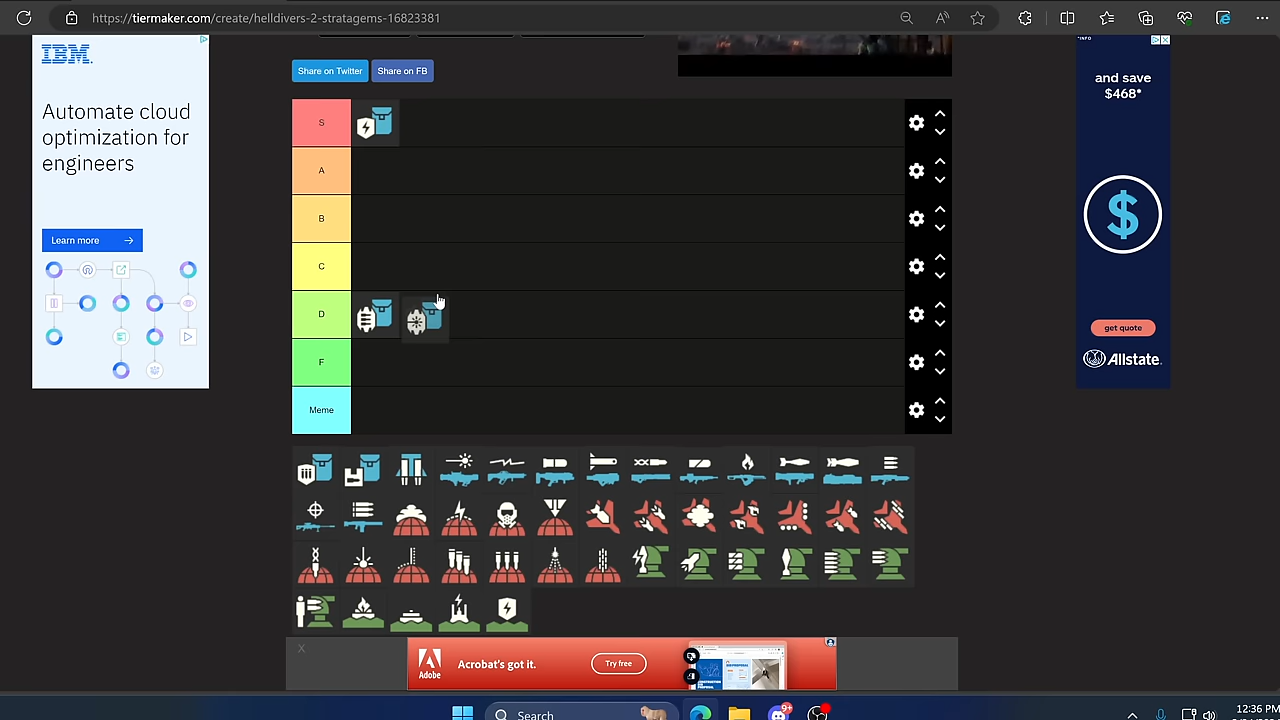 https://tiermaker.com/create/helldivers-2-stratagems-16823381
IBM.
Automate cloud
optimization for
engineers
Learn more
Share on Twitter
Share on FB
S
A
B
C
D
F
Meme
and save
$468*
$
get quote
Allstate.
X
Adobe
Acrobat's got it.
Try free
Search
9+
12:36 PM